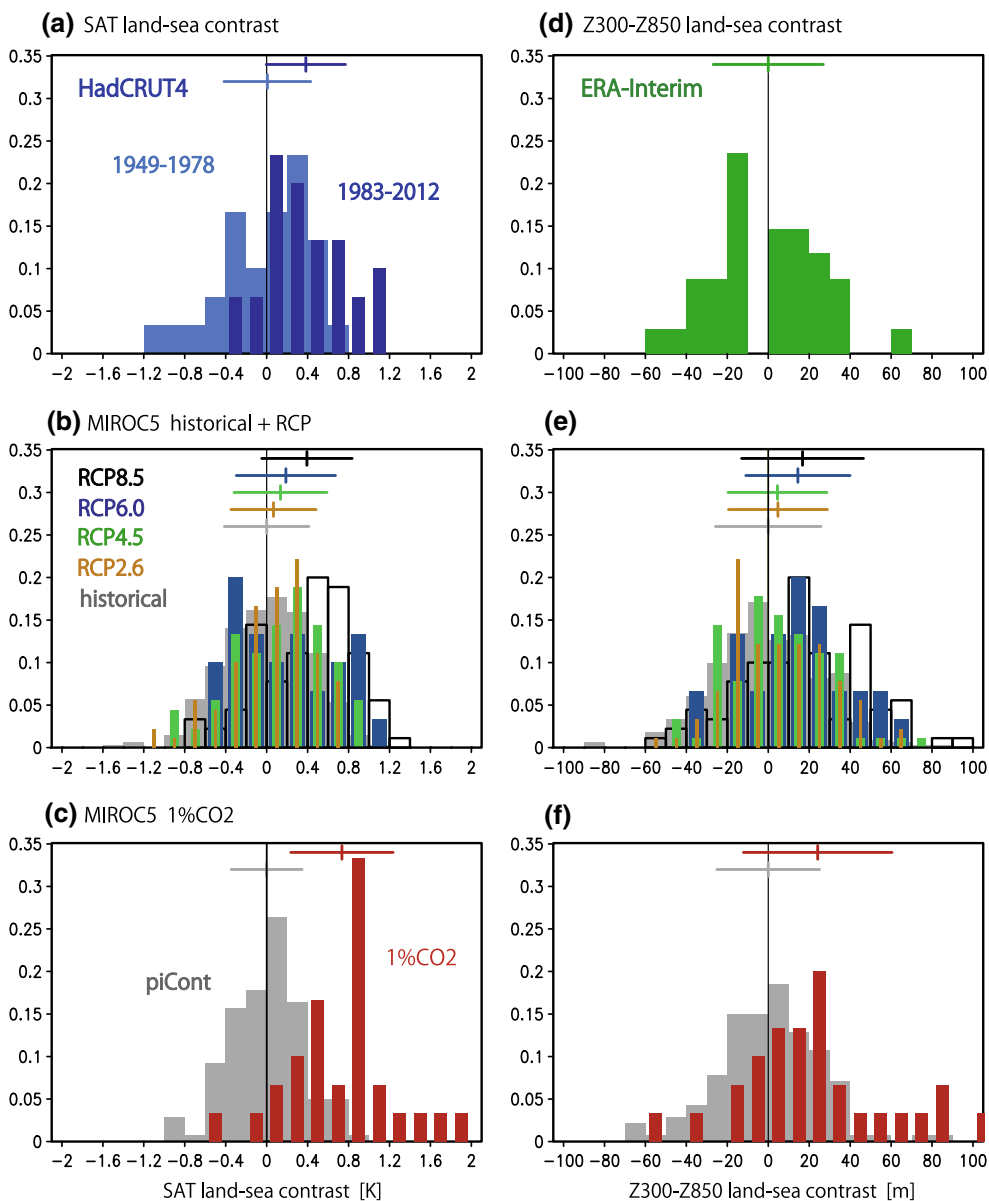 (a) SAT land-sea contrast
0.35
0.3
0.25
0.2
0.15
0.1
0.05
0
HadCRUT4
1949-1978
1983-2012
-2 -1.6 -1.2 -0.8 -0.4 0 0.4 0.8 1.2 1.6 2
(d) Z300-Z850 land-sea contrast
0.35
0.3
0.25
0.2
0.15
0.1
0.05
0
ERA-Interim
-100 -80 -60 -40 -20 0 20 40 60 80 100
(b) MIROC5 historical + RCP
0.35
0.3
0.25
0.2
0.15
0.1
0.05
0
RCP8.5
RCP6.0
RCP4.5
RCP2.6
historical
-2 -1.6 -1.2 -0.8 -0.4 0 0.4 0.8 1.2 1.6 2
(e)
0.35
0.3
0.25
0.2
0.15
0.1
0.05
0
-100 -80 -60 -40 -20 0 20 40 60 80 100
(c) MIROC5 1%CO2
0.35
0.3
0.25
0.2
0.15
0.1
0.05
0
piCont
1%CO2
-2 -1.6 -1.2 -0.8 -0.4 0 0.4 0.8 1.2 1.6 2
SAT land-sea contrast [K]
(f)
0.35
0.3
0.25
0.2
0.15
0.1
0.05
0
-100 -80 -60 -40 -20 0 20 40 60 80 100
Z300-Z850 land-sea contrast [m]